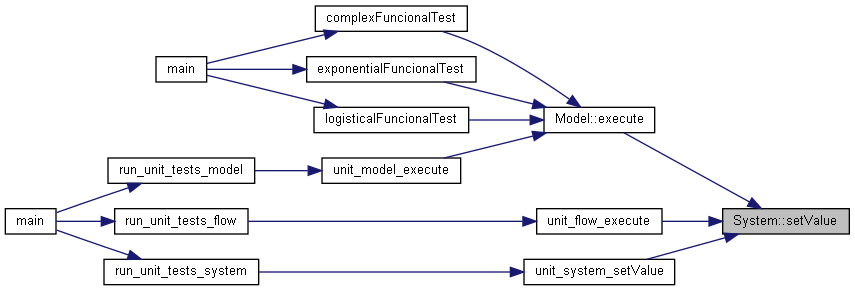 complexFuncionalTest
main
exponentialFuncionalTest
logisticalFuncionalTest
Model::execute
run_unit_tests_model
unit_model_execute
main
run_unit_tests_flow
unit_flow_execute
System::setValue
run_unit_tests_system
unit_system_setValue